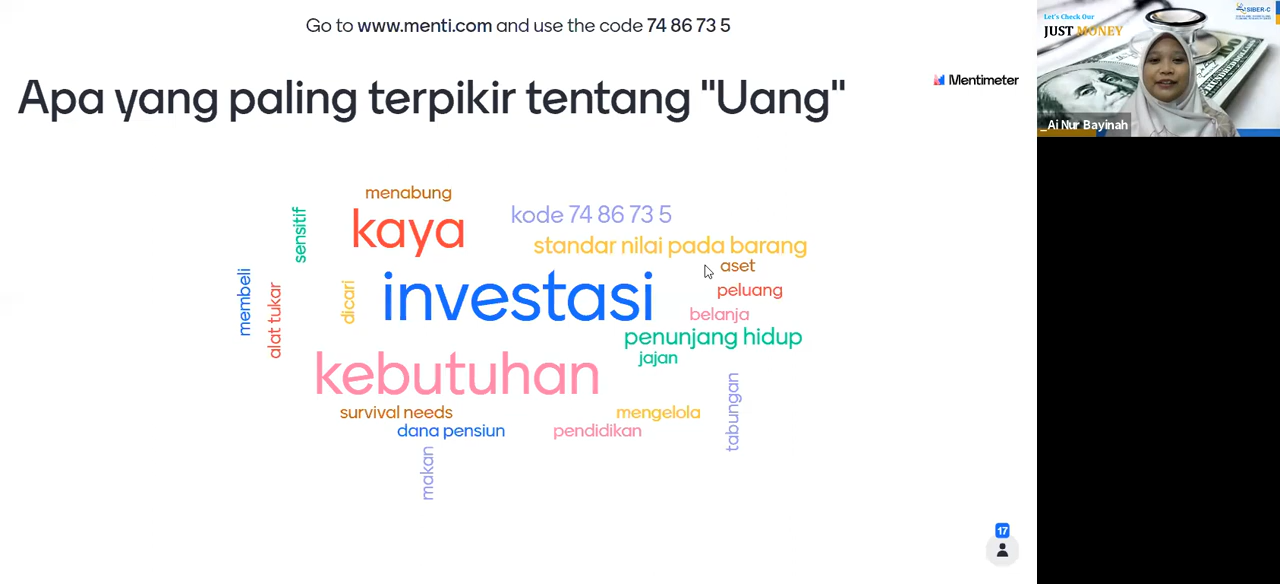 Go to www.menti.com and use the code 74 86 73 5
Apa yang paling terpikir tentang "Uang"
Mentimeter
menabung
sensitif
kaya
kode 74 86 73 5
standar nilai pada barang
aset
membeli
alat tukar
dicari
investasi
peluang
belanja
penunjang hidup
jajan
kebutuhan
survival needs
mengelola
tabungan
dana pensiun
pendidikan
makan
17
Let's Check Our
JUST MONEY
SIBER-C
_Ai Nur Bayinah